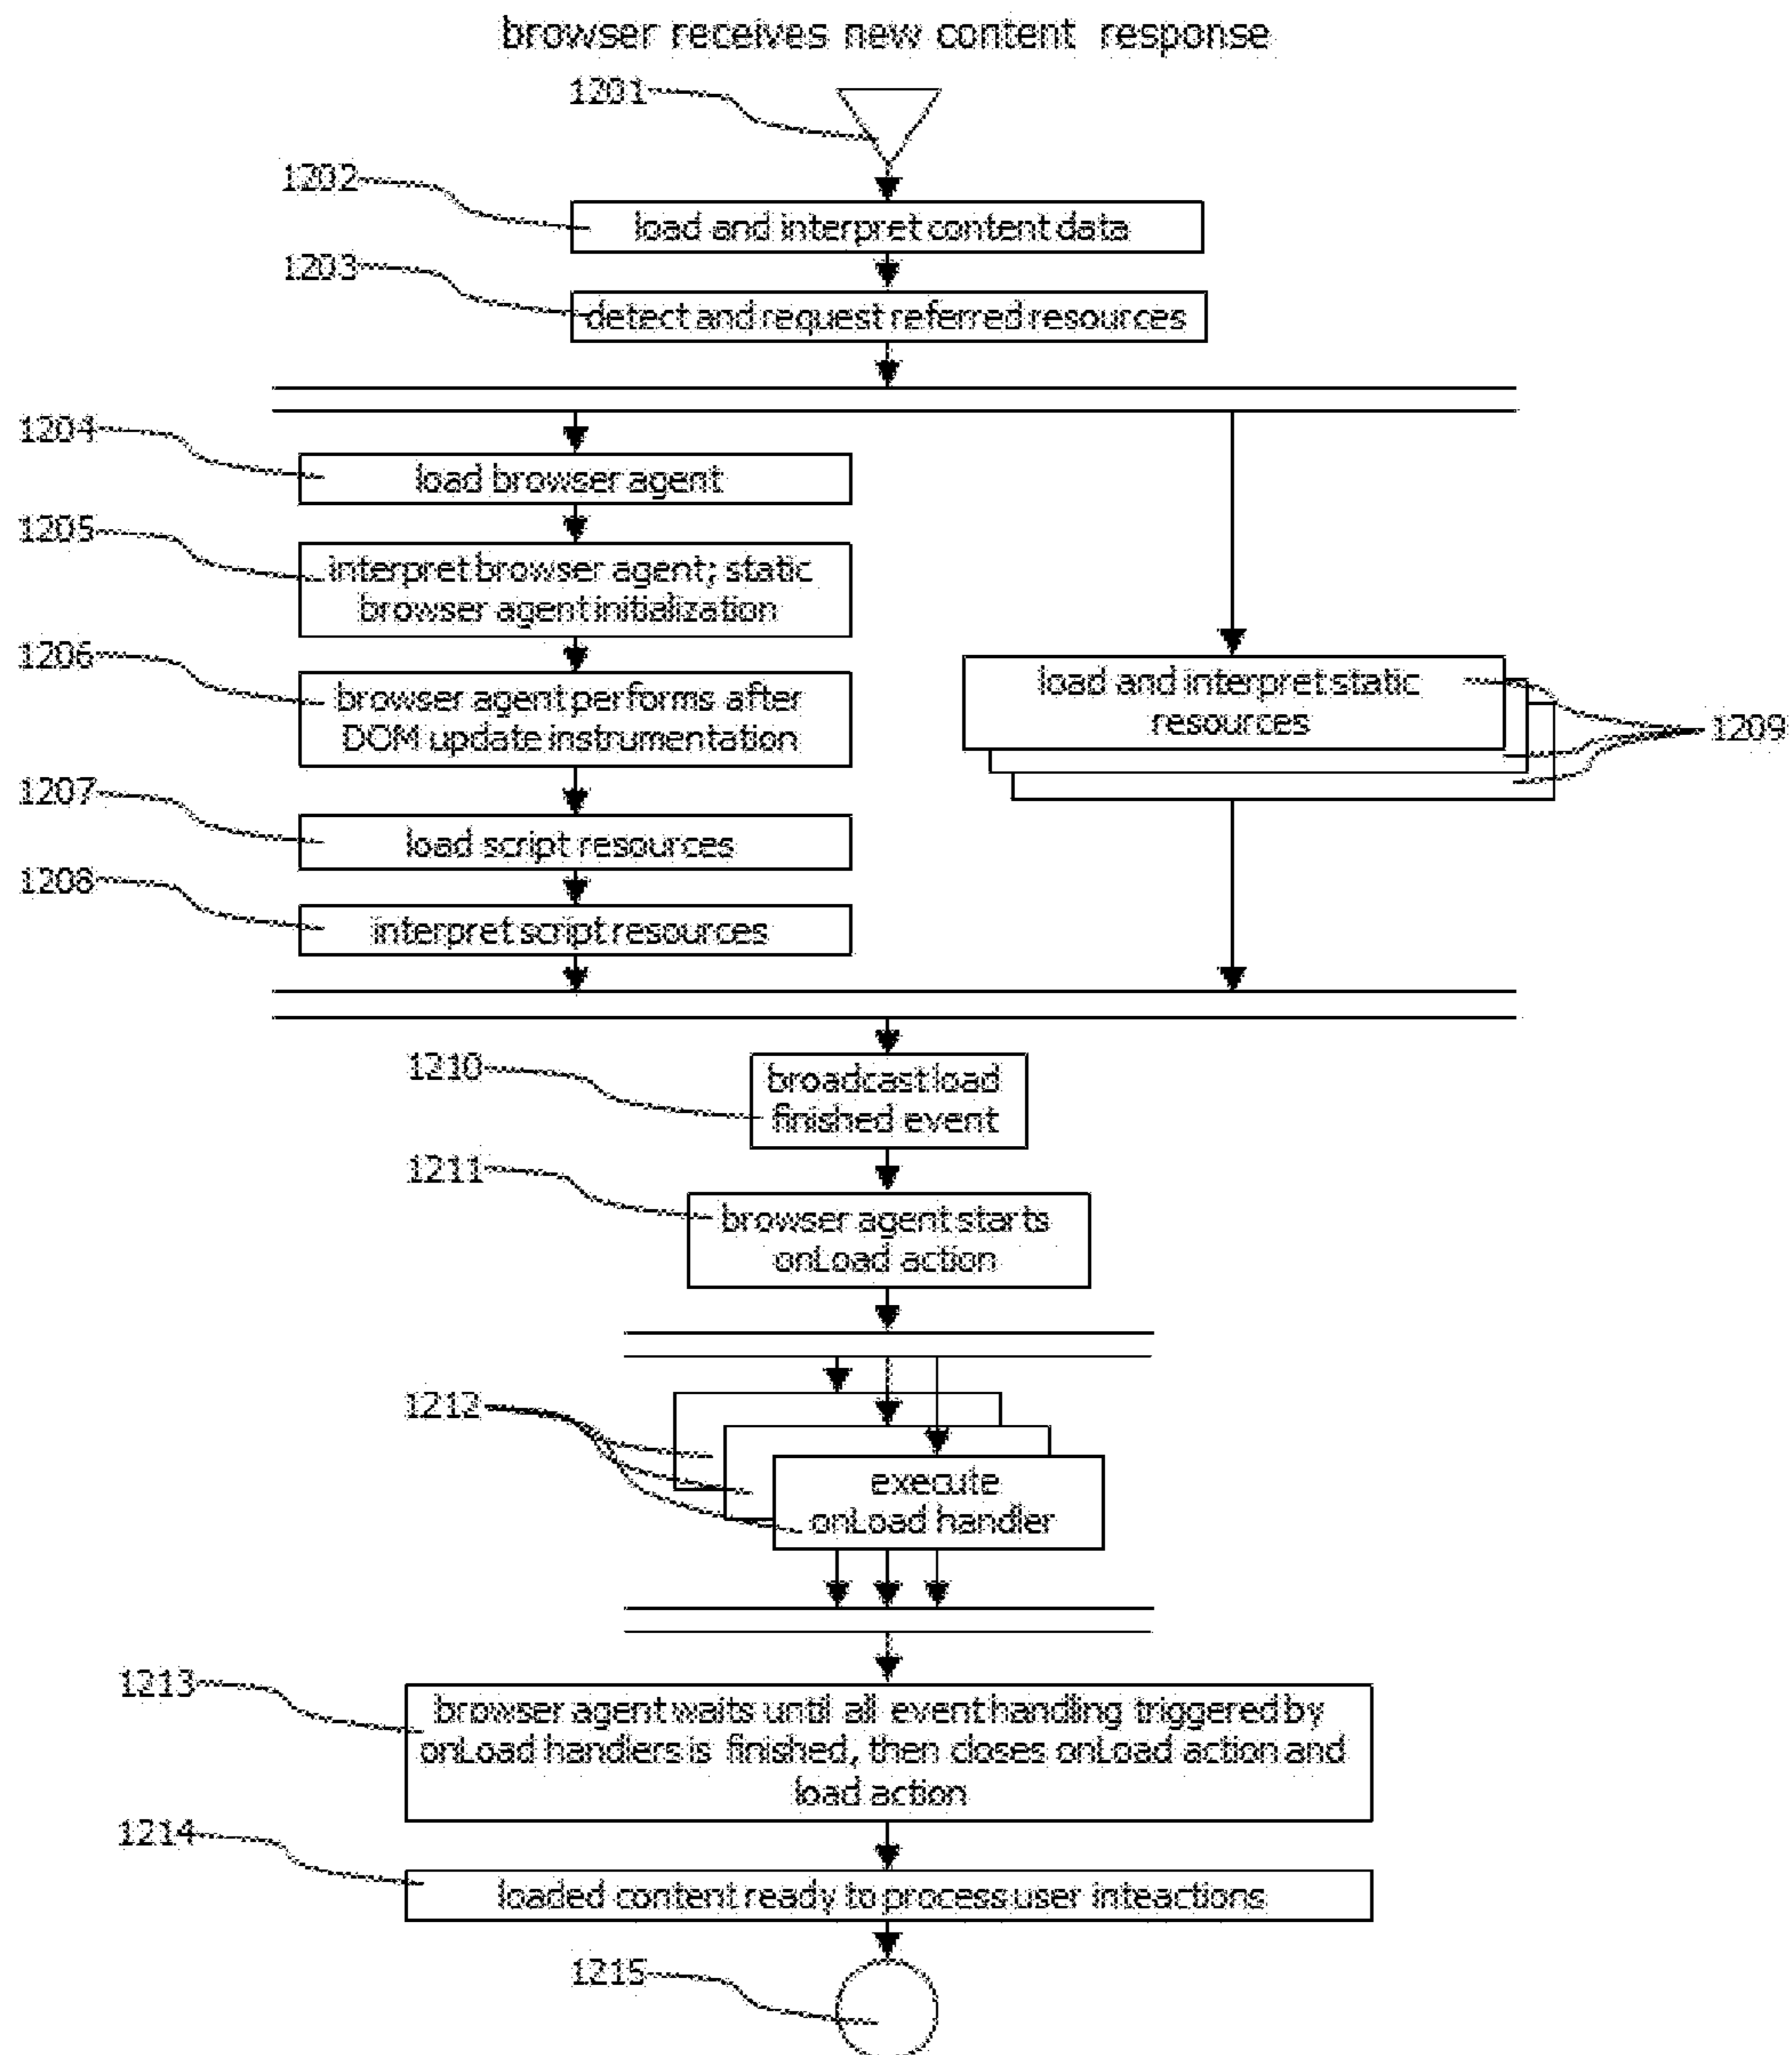 browser receives new content response
1201
1202
load and interpret content data
1203
detect and request referred resources
1204
load browser agent
1205
interpret browser agent; static
browser agent initialization
1206
browser agent performs after
DOM update instrumentation
load and interpret static
resources
1209
1207
load script resources
1208
interpret script resources
1210
broadcast load
finished event
1211
browser agent starts
onLoad action
1212
execute
onLoad handler
1213
browser agent waits until all event handling triggered by
onLoad handlers is finished, then closes onLoad action and
load action
1214
loaded content ready to process user inteactions
1215